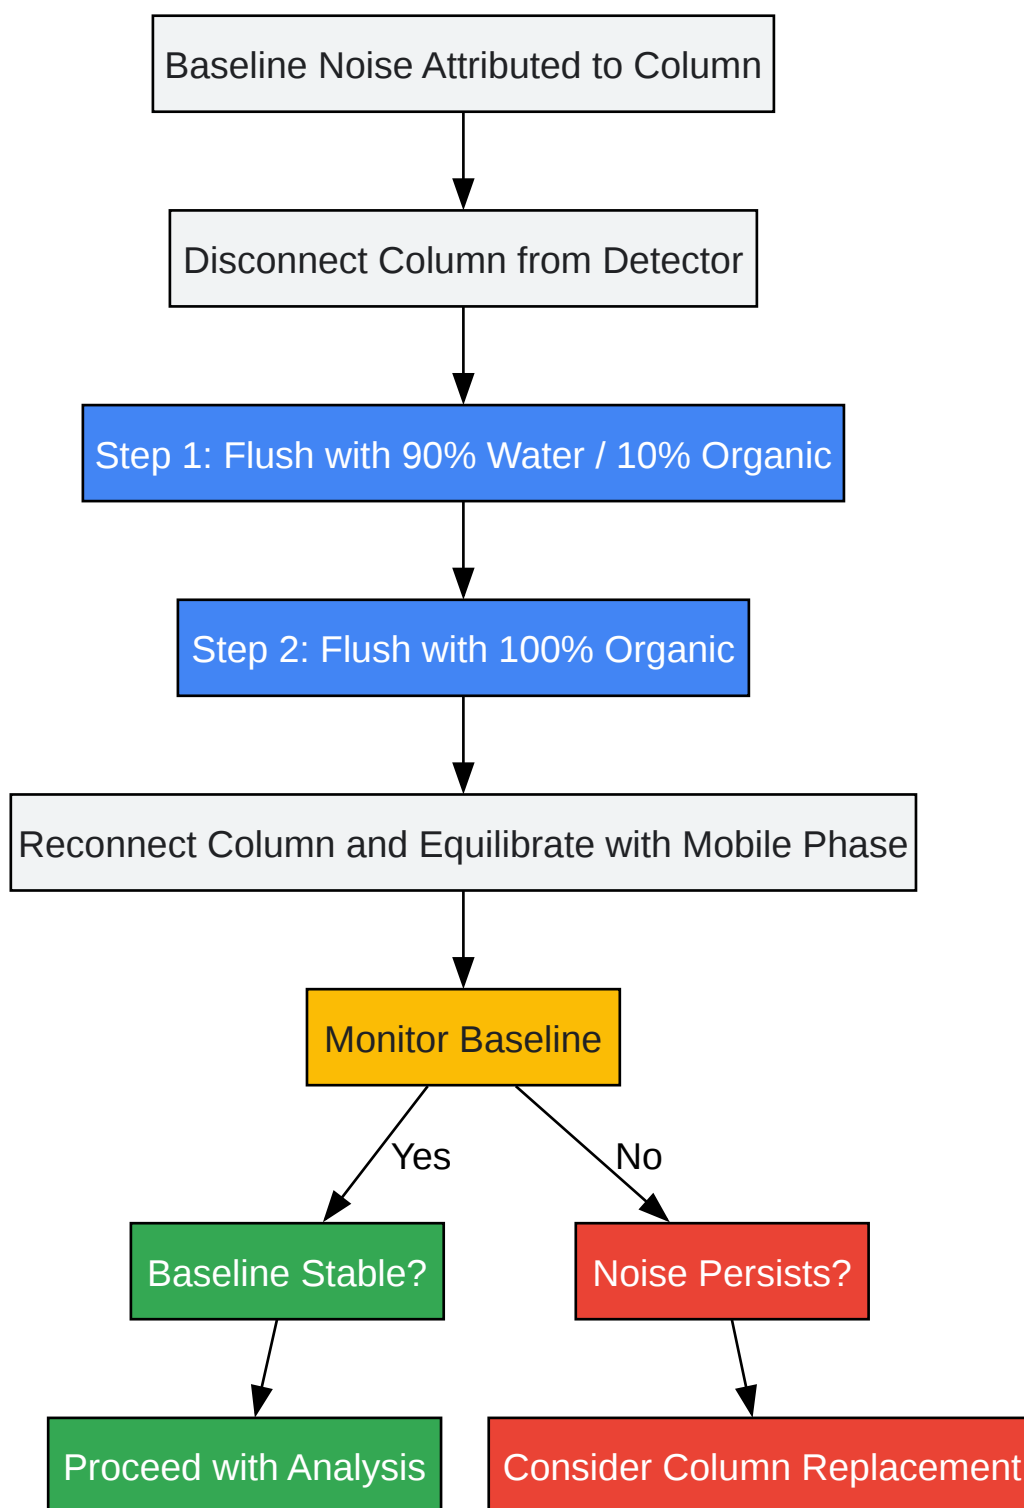 Baseline Noise Attributed to Column
Disconnect Column from Detector
Step 1: Flush with 90% Water / 10% Organic
Step 2: Flush with 100% Organic
Reconnect Column and Equilibrate with Mobile Phase
Monitor Baseline
Yes
No
Baseline Stable?
Noise Persists?
Proceed with Analysis
Consider Column Replacement